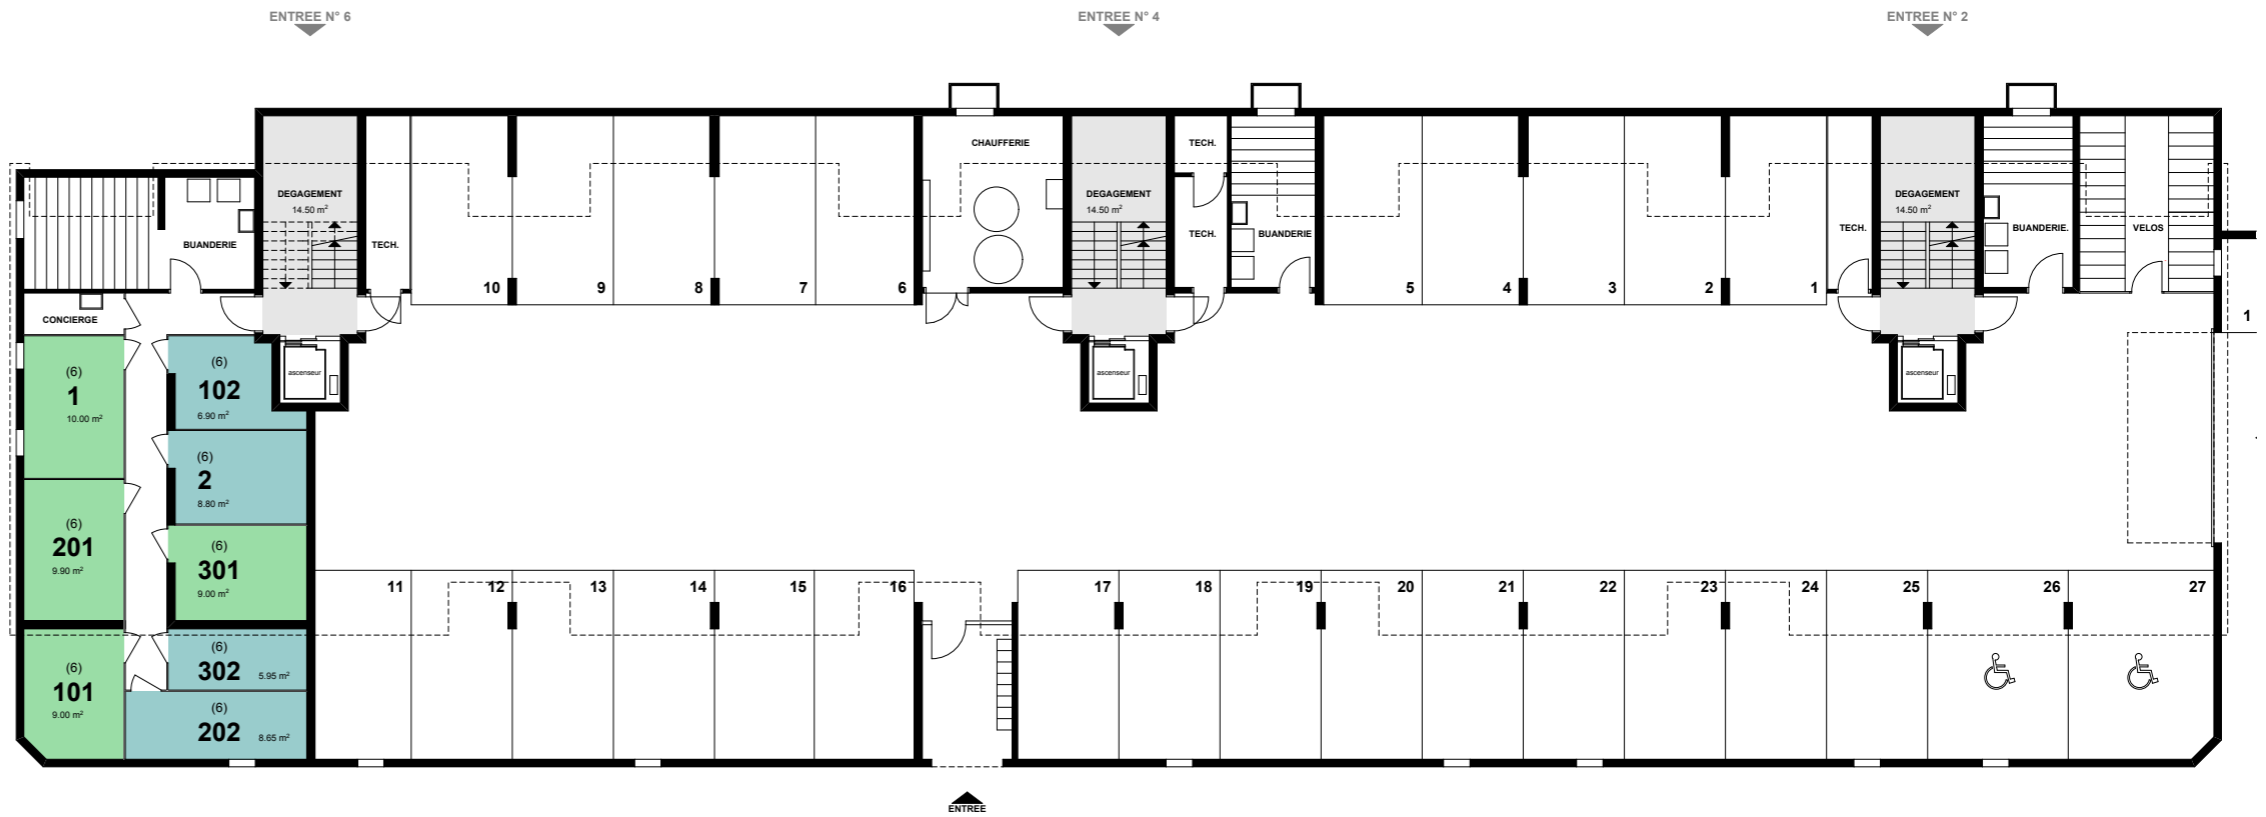 ENTREE N° 6
ENTREE N° 4
ENTREE N° 2
CHAUFFERIE
TECH.
DEGAGEMENT
14.50 m²
DEGAGEMENT
14.50 m²
DEGAGEMENT
14.50 m²
BUANDERIE
TECH.
TECH.
BUANDERIE
TECH.
BUANDERIE.
VELOS
10
9
8
7
6
5
4
3
2
1
1
CONCIERGE
ascenseur
ascenseur
ascenseur
(6)
1
10.00 m²
(6)
102
6.90 m²
(6)
2
8.80 m²
(6)
201
9.90 m²
(6)
301
9.00 m²
11
12
13
14
15
16
17
18
19
20
21
22
23
24
25
26
27
(6)
101
9.00 m²
(6)
302 5.95 m²
(6)
202 8.65 m²
ENTREE